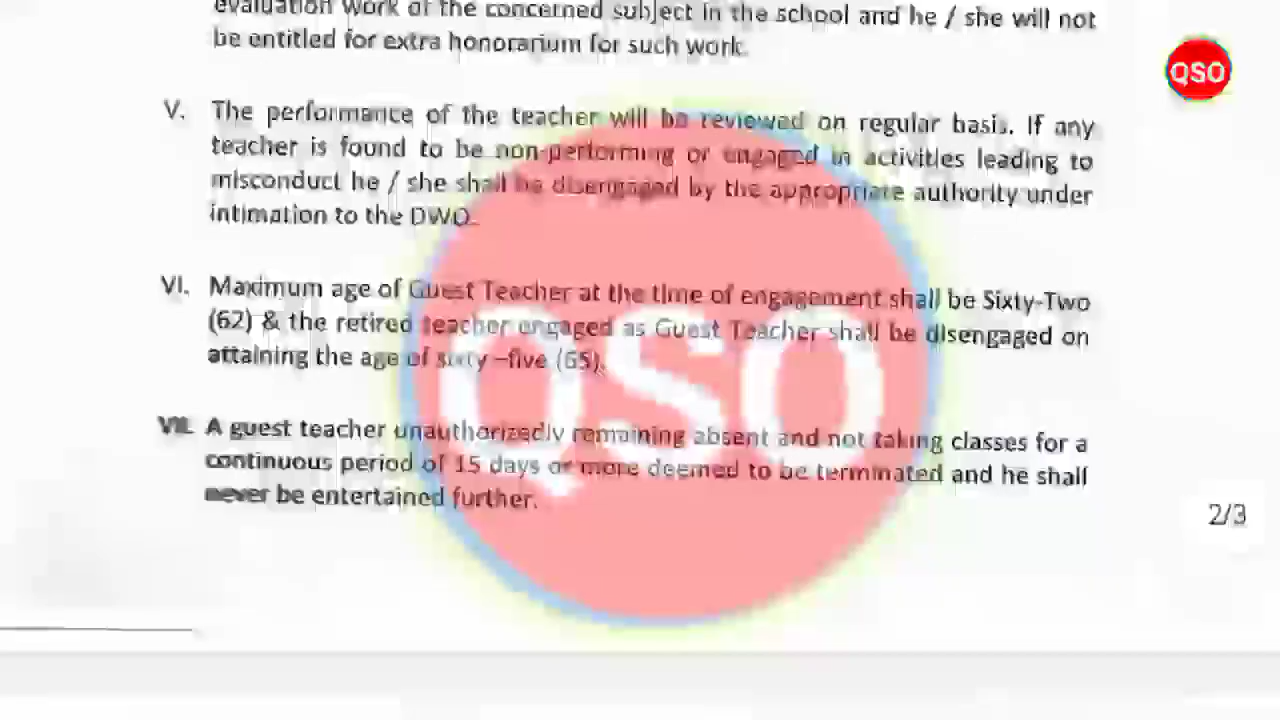 evaluation work of the concerned subject in the school and he / she will not
be entitled for extra honorarium for such work.
QSO
V. The performance of the teacher will be reviewed on regular basis. If any
teacher is found to be non-performing or engaged in activities leading to
misconduct he / she shall be disengaged by the appropriate authority under
intimation to the DWO.
VI. Maximum age of Guest Teacher at the time of engagement shall be Sixty-Two
(62) & the retired teacher engaged as Guest Teacher shall be disengaged on
attaining the age of sixty –five (65).
QSO
VII. A guest teacher unauthorizedly remaining absent and not taking classes for a
continuous period of 15 days or more deemed to be terminated and he shall
never be entertained further.
2/3